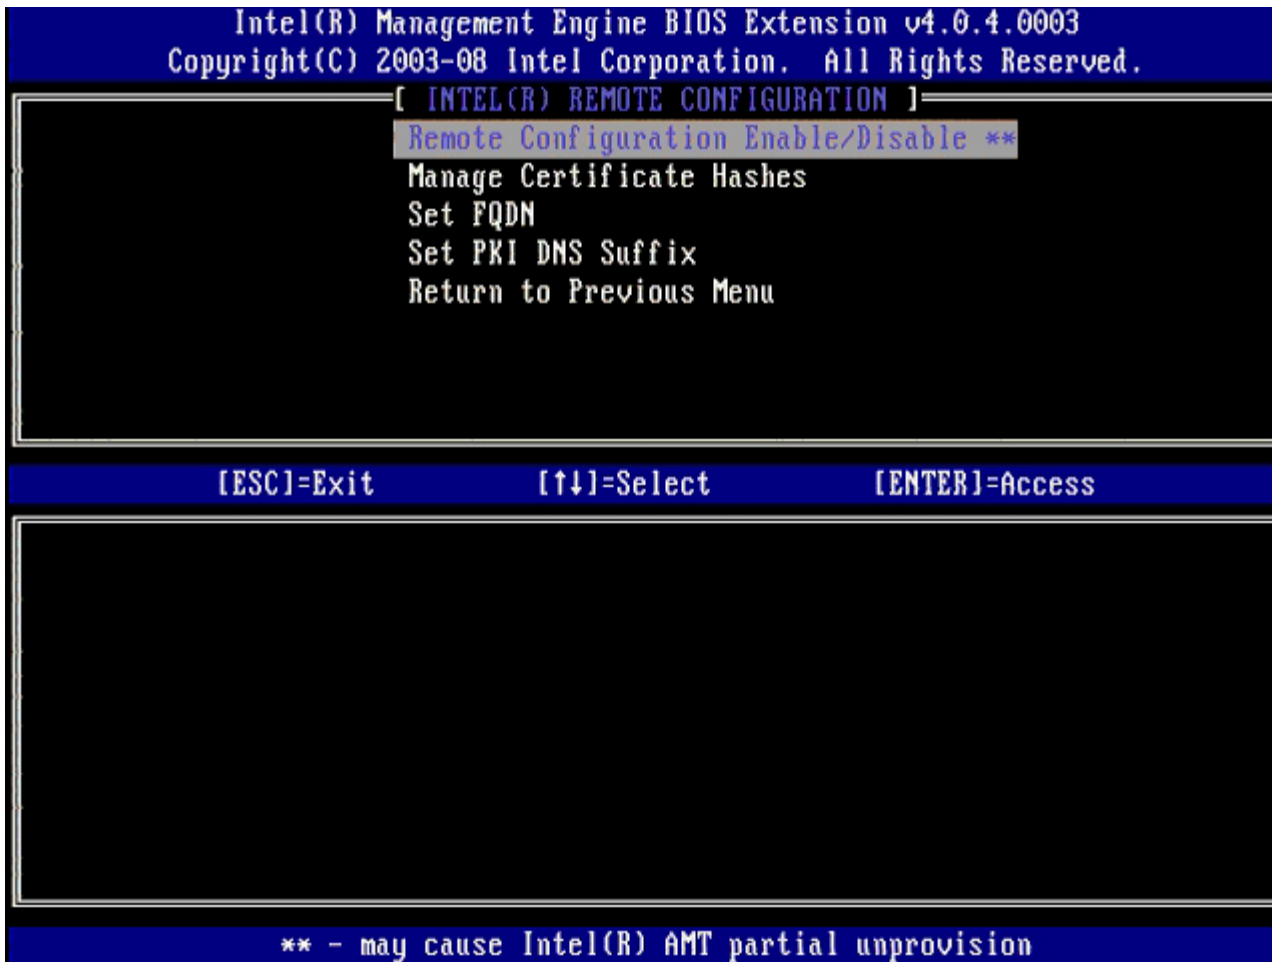 Intel(R) Management Engine BIOS Extension v4.0.4.0003
Copyright(C) 2003-08 Intel Corporation. All Rights Reserved.
[ INTEL(R) REMOTE CONFIGURATION ]
Remote Configuration Enable/Disable **
Manage Certificate Hashes
Set FQDN
Set PKI DNS Suffix
Return to Previous Menu
[ESC]=Exit [↑↓]=Select [ENTER]=Access
** - may cause Intel(R) AMT partial unprovision